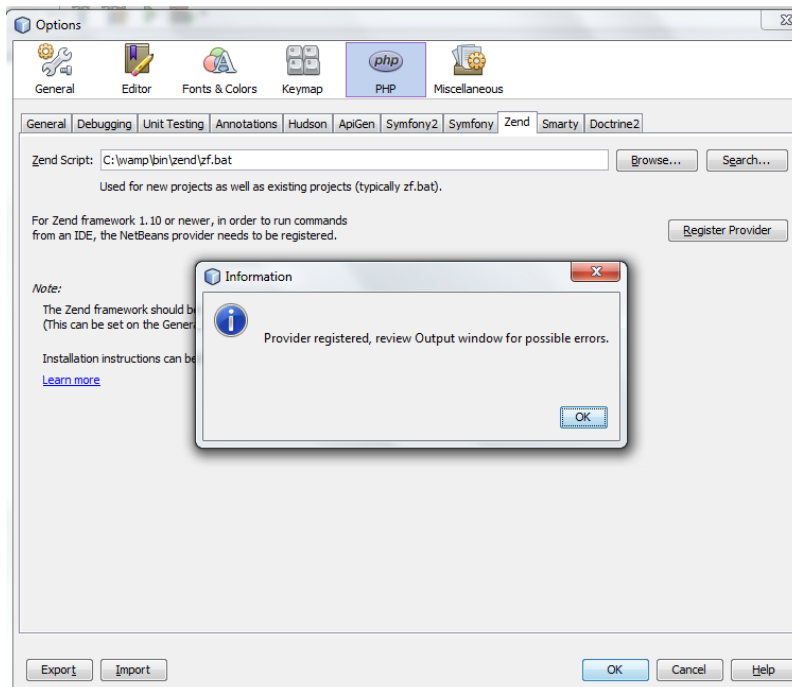 Options
php
General Editor Fonts & Colors Keymap PHP Miscellaneous
General Debugging Unit Testing Annotations Hudson ApiGen Symfony2 Symfony Zend Smarty Doctrine2
Zend Script: C:\wamp\bin\zend\zf.bat Browse... Search...
Used for new projects as well as existing projects (typically zf.bat).
For Zend framework 1.10 or newer, in order to run commands
from an IDE, the NetBeans provider needs to be registered.
Register Provider
Information
Note:
The Zend framework should
(This can be set on the
Provider registered, review Output window for possible errors.
Installation instructions can be
Learn more
OK
Export Import OK Cancel Help